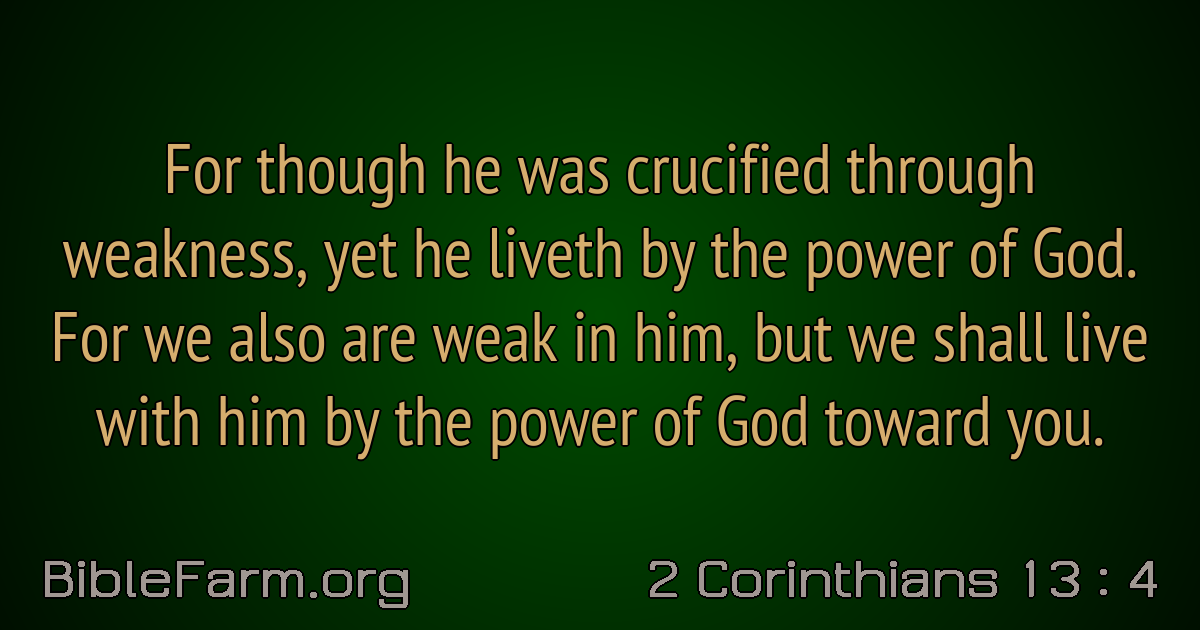 For though he was crucified through
weakness, yet he liveth by the power of God.
For we also are weak in him, but we shall live
with him by the power of God toward you.
BibleFarm.org
2 Corinthians 13 : 4